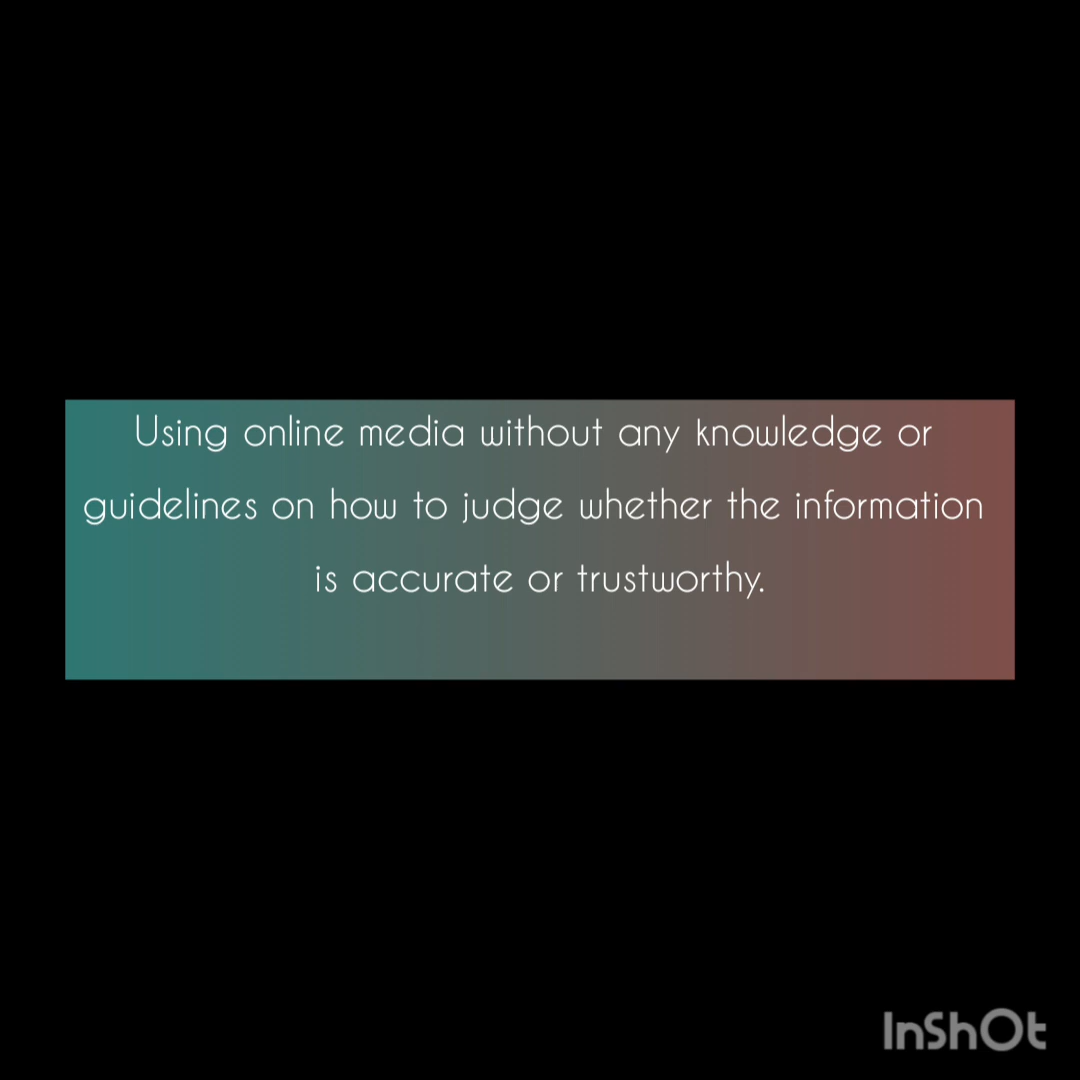 Using online media without any knowledge or
guidelines on how to judge whether the information
is accurate or trustworthy.
InShOt